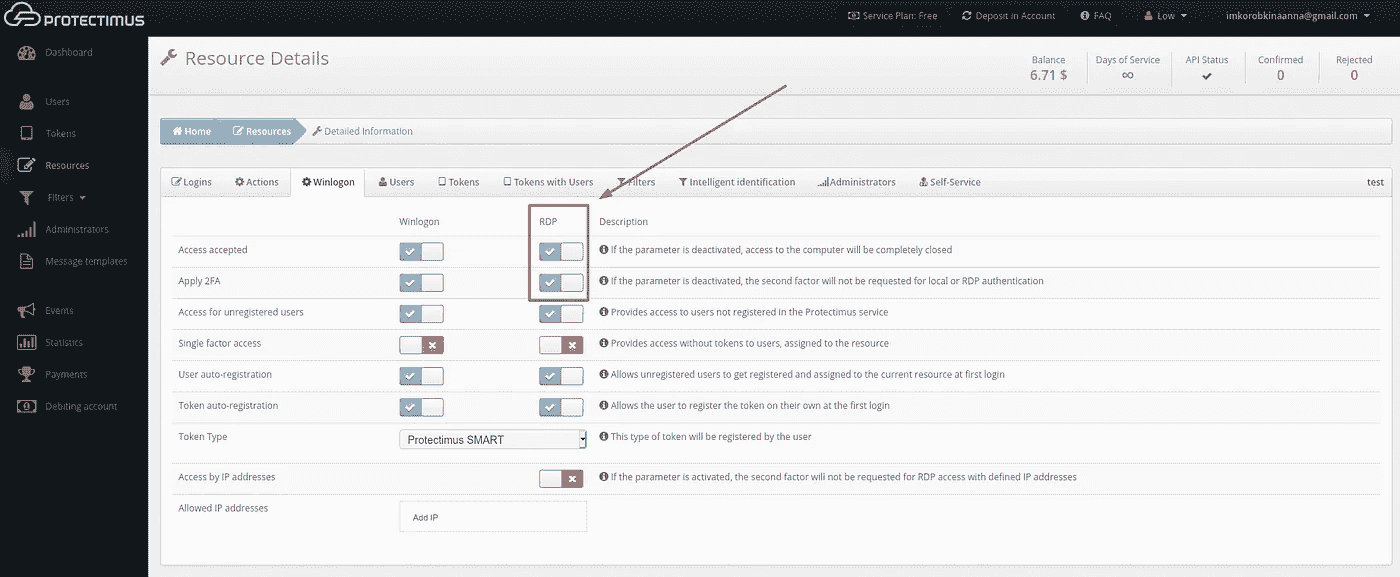 PROTECTIMUS
Service Plan: Free Deposit in Account FAQ Low imkorobkinaanna@gmail.com
Dashboard
Users
Tokens
Resources
Filters
Administrators
Message templates
Events
Statistics
Payments
Debiting account
Resource Details
Balance Days of Service API Status Confirmed Rejected
6.71 $ ∞ 0 0
Home Resources Detailed Information
Logins Actions Winlogon Users Tokens Tokens with Users Filters Intelligent identification Administrators Self-Service test
Winlogon RDP Description
Access accepted If the parameter is deactivated, access to the computer will be completely closed
Apply 2FA If the parameter is deactivated, the second factor will not be requested for local or RDP authentication
Access for unregistered users Provides access to users not registered in the Protectimus service
Single factor access Provides access without tokens to users, assigned to the resource
User auto-registration Allows unregistered users to get registered and assigned to the current resource at first login
Token auto-registration Allows the user to register the token on their own at the first login
Token Type Protectimus SMART This type of token will be registered by the user
Access by IP addresses If the parameter is activated, the second factor will not be requested for RDP access with defined IP addresses
Allowed IP addresses Add IP